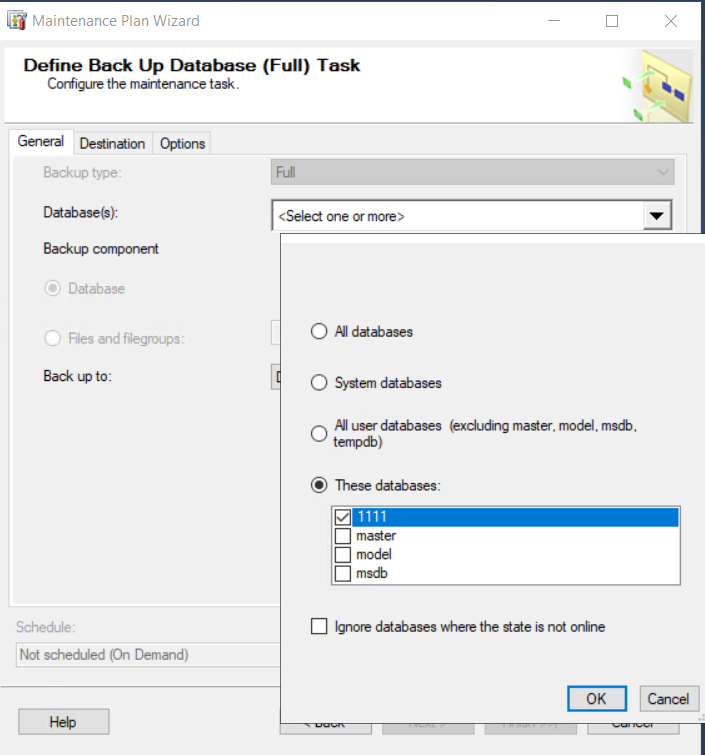 Maintenance Plan Wizard
Define Back Up Database (Full) Task
Configure the maintenance task.
General Destination Options
Backup type: Full
Database(s): <Select one or more>
Backup component
Database
Files and filegroups:
Back up to:
All databases
System databases
All user databases (excluding master, model, msdb,
tempdb)
These databases:
1111
master
model
msdb
Ignore databases where the state is not online
Schedule:
Not scheduled (On Demand)
OK Cancel
Help < Back Next > Finish >>| Cancel